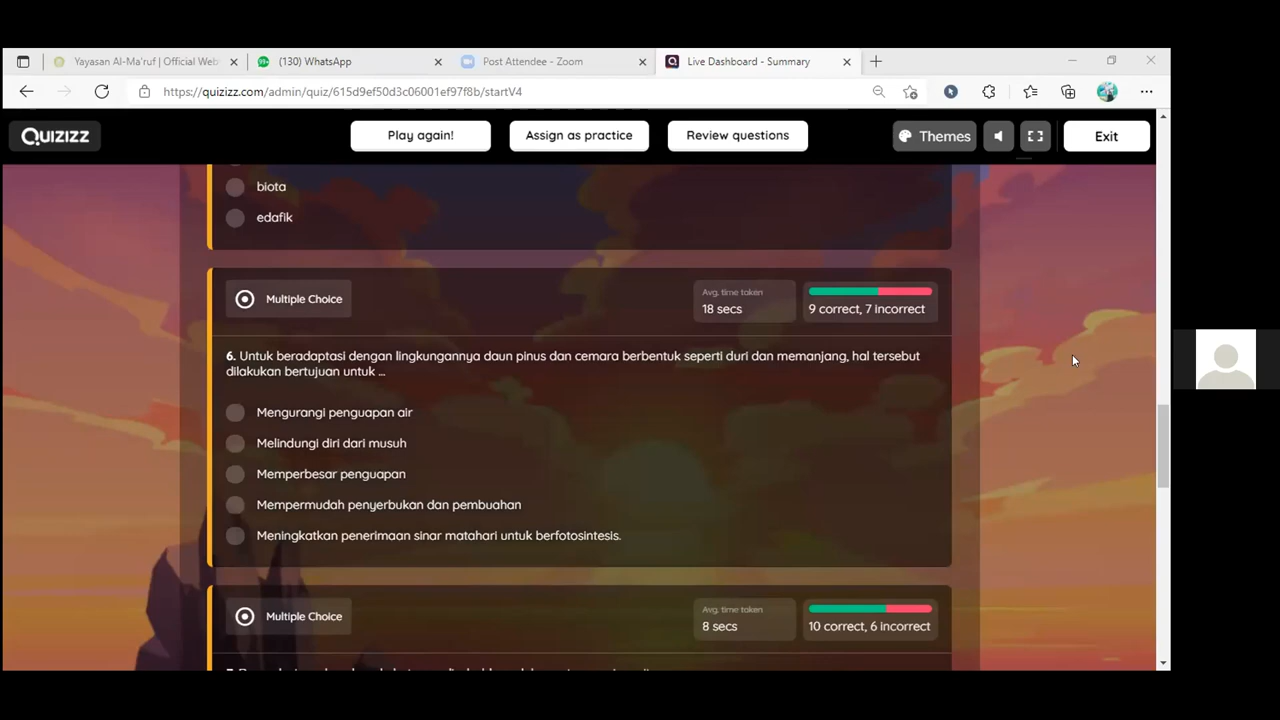 Yayasan Al-Ma'ruf | Official Web
(130) WhatsApp
Post Attendee - Zoom
Live Dashboard - Summary
https://quizizz.com/admin/quiz/615d9ef50d3c06001ef97f8b/startV4
QUIZIZZ
Play again!
Assign as practice
Review questions
Themes
Exit
biota
edafik
Multiple Choice
Avg. time taken
18 secs
9 correct, 7 incorrect
6. Untuk beradaptasi dengan lingkungannya daun pinus dan cemara berbentuk seperti duri dan memanjang, hal tersebut
dilakukan bertujuan untuk ...
Mengurangi penguapan air
Melindungi diri dari musuh
Memperbesar penguapan
Mempermudah penyerbukan dan pembuahan
Meningkatkan penerimaan sinar matahari untuk berfotosintesis.
Multiple Choice
Avg. time taken
8 secs
10 correct, 6 incorrect